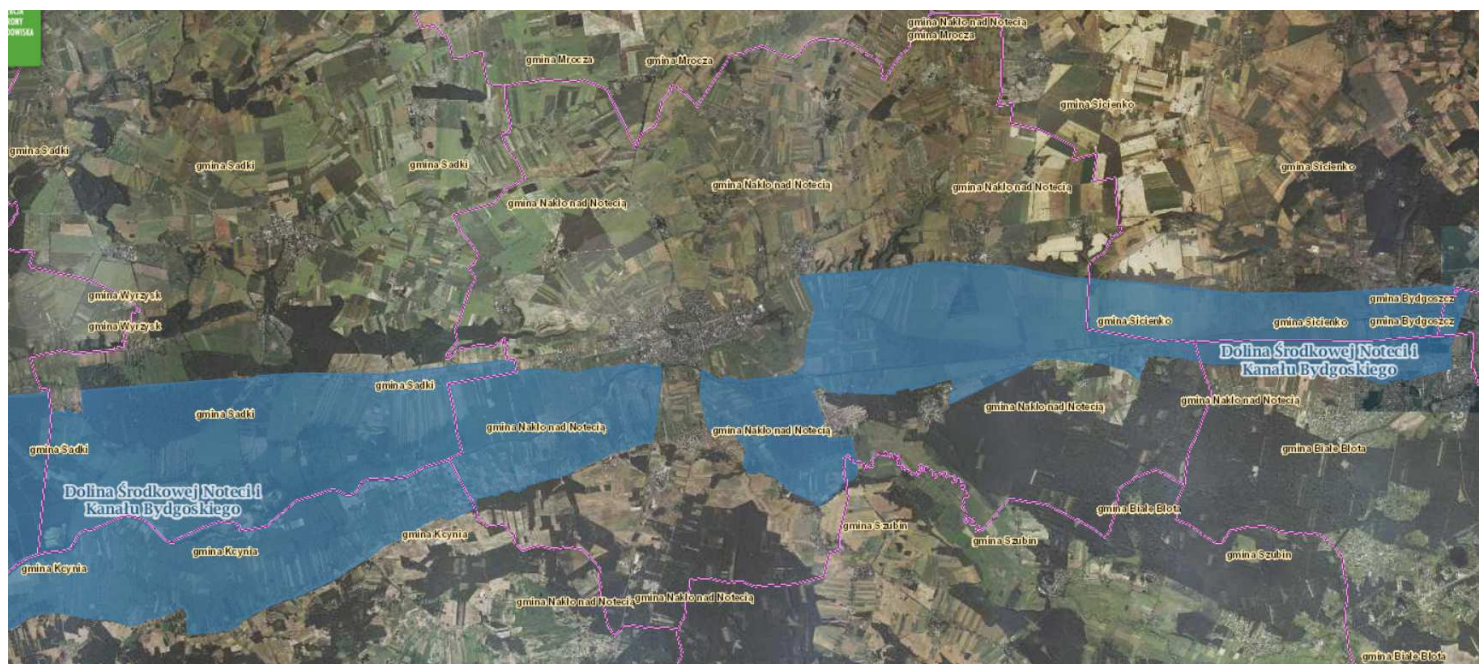 RONY
gmina Nakło nad Notecią
gmina Mrocza
gmina Mrocza
gmina Mrocza
gmina Sicienko
gmina Sadki
gmina Sadki
gmina Sadki
gmina Sicienko
gmina Nakło nad Notecią
gmina Nakło nad Notecią
gmina Nakło nad Notecią
gmina Wyrzysk
gmina Bydgoszcz
gmina Wyrzysk
gmina Sicienko
gmina Sicienko
gmina Bydgoszcz
Dolina Środkowej Noteci i
Kanału Bydgoskiego
gmina Sadki
gmina Sadki
gmina Nakło nad Notecią
gmina Nakło nad Notecią
gmina Nakło nad Notecią
gmina Nakło nad Notecią
gmina Sadki
gmina Białe Błota
Dolina Środkowej Noteci i
Kanału Bydgoskiego
gmina Białe Błota
gmina Szubin
gmina Kcynia
gmina Szubin
gmina Kcynia
gmina Szubin
gmina Kcynia
gmina Nakło nad Notecią
gmina Nakło nad Notecią
gmina Białe Błota